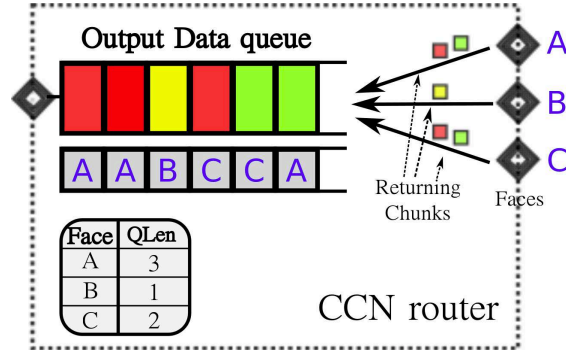 Output Data queue
A
B
C
A A B C C A
Returning
Chunks
Faces
Face QLen
A 3
B 1
C 2
CCN router